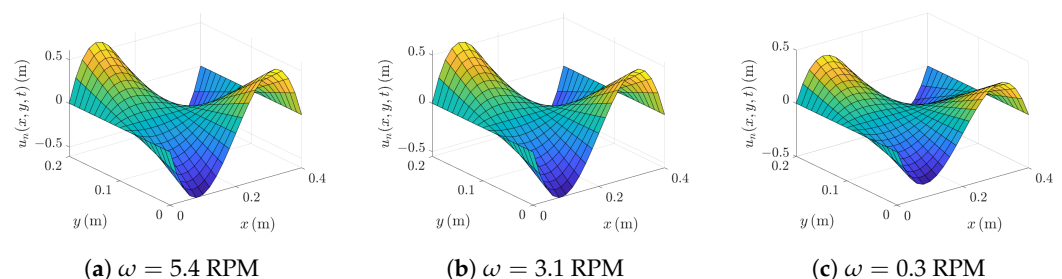 0.5
0
−0.5
0.2
0.1
0
0
0.2
0.4
u_n(x, y, t) (m)
y (m)
x (m)
(a) ω = 5.4 RPM
0.5
0
−0.5
0.2
0.1
0
0
0.2
0.4
u_n(x, y, t) (m)
y (m)
x (m)
(b) ω = 3.1 RPM
0.5
0
−0.5
0.2
0.1
0
0
0.2
0.4
u_n(x, y, t) (m)
y (m)
x (m)
(c) ω = 0.3 RPM